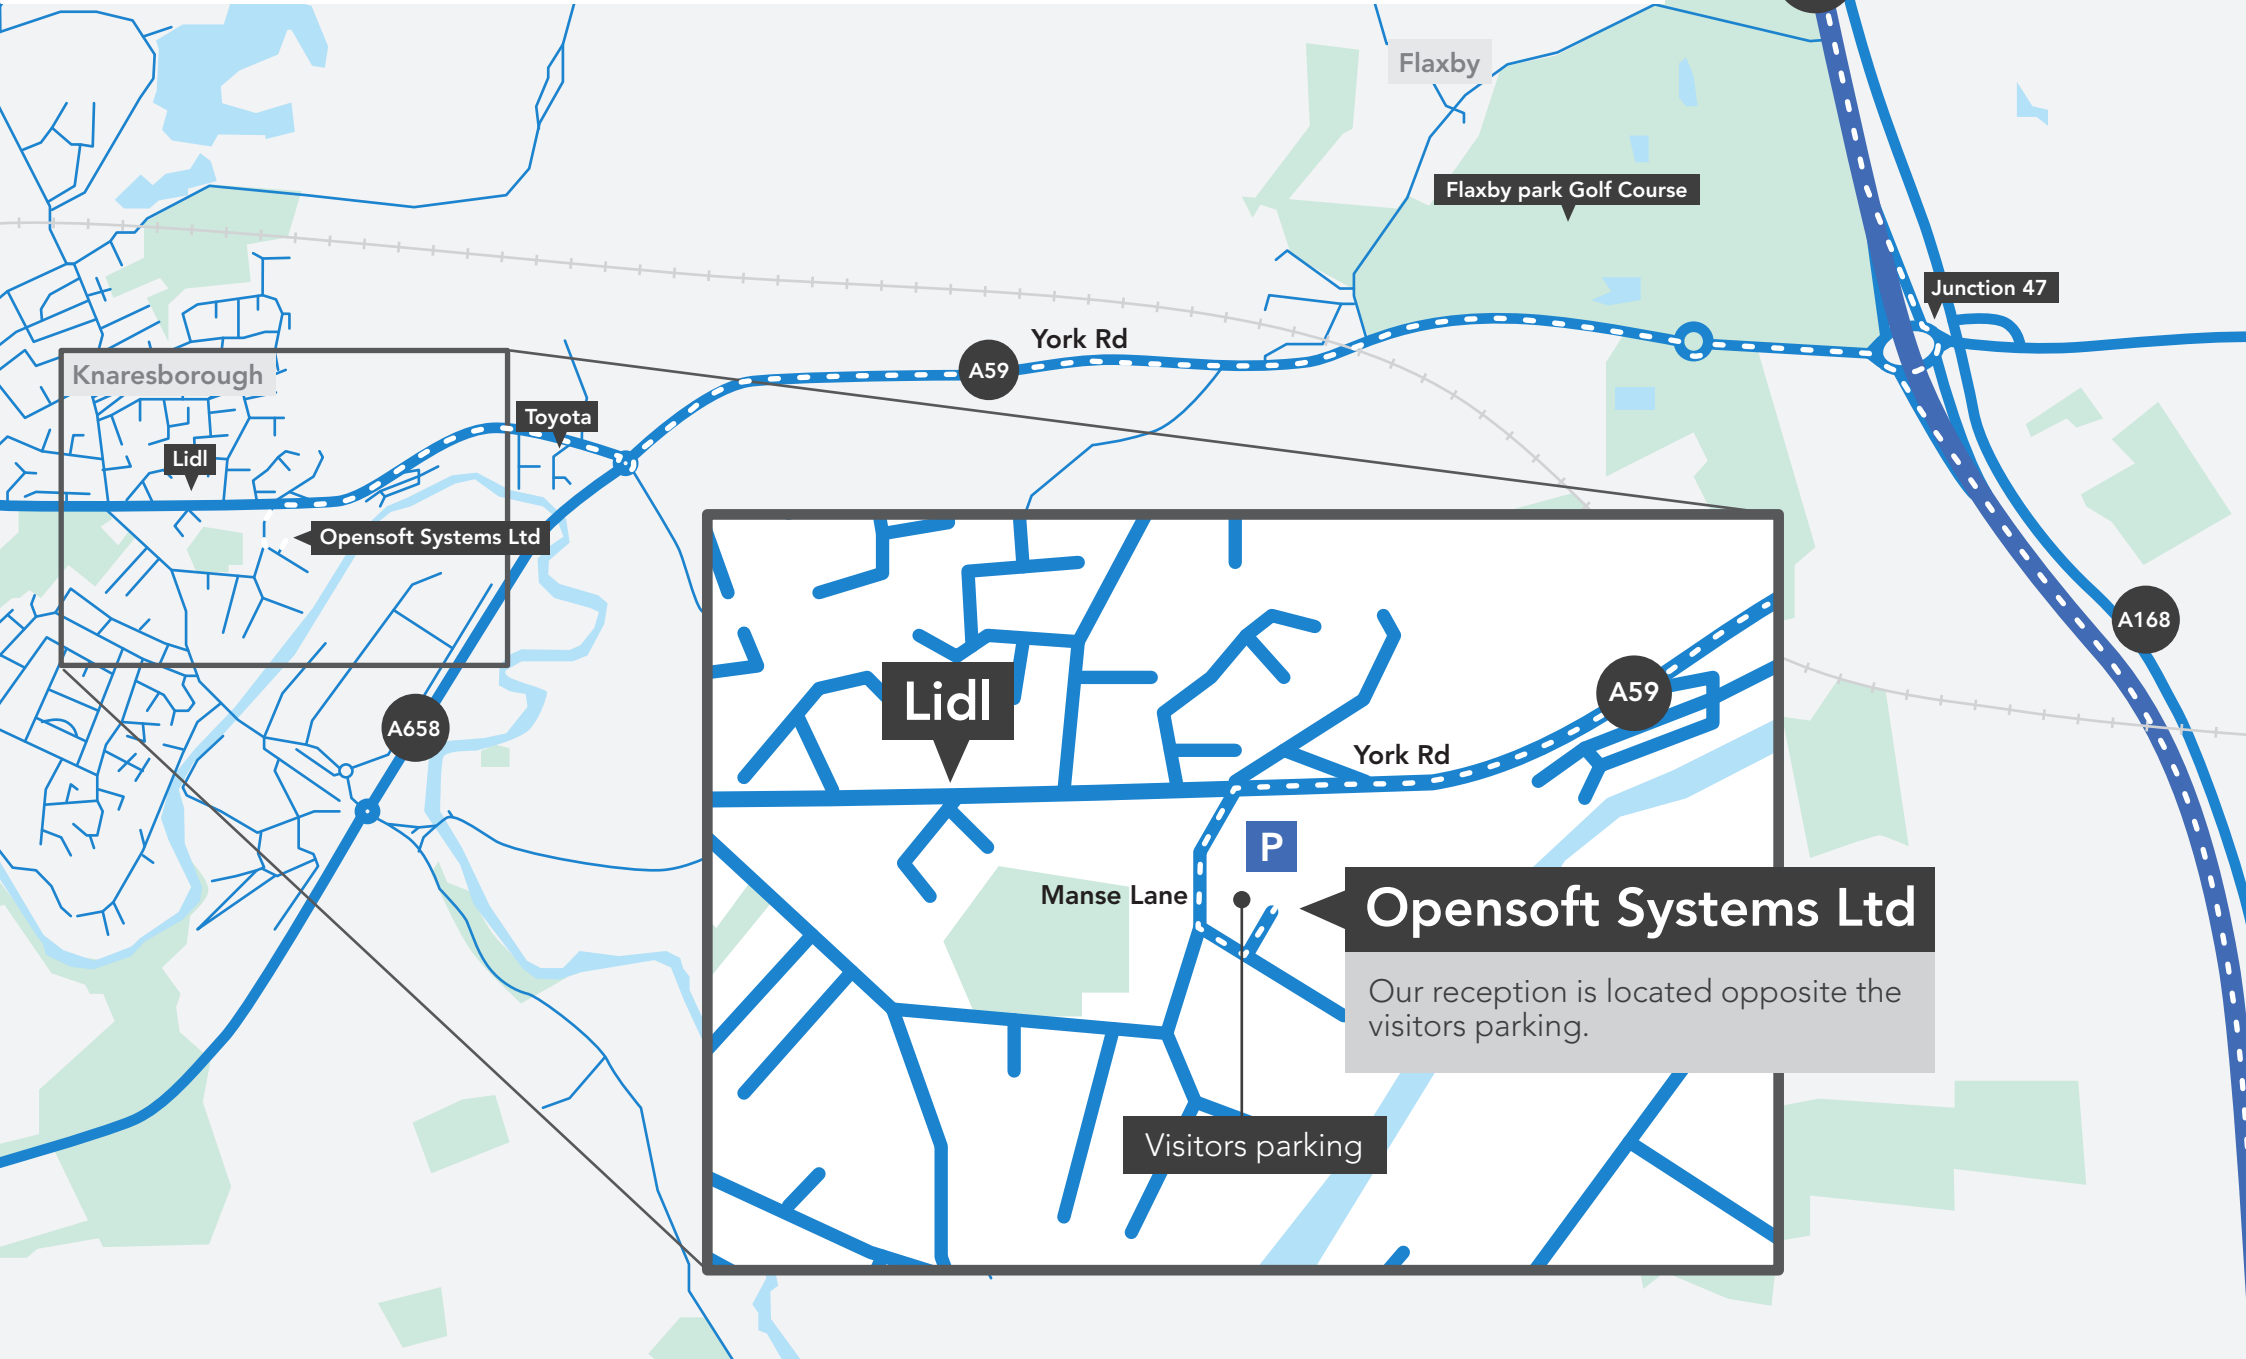 Flaxby
Flaxby park Golf Course
Junction 47
York Rd
A59
Knaresborough
Toyota
Lidl
Opensoft Systems Ltd
A168
A658
Lidl
A59
York Rd
P
Manse Lane
Opensoft Systems Ltd
Our reception is located opposite the
visitors parking.
Visitors parking